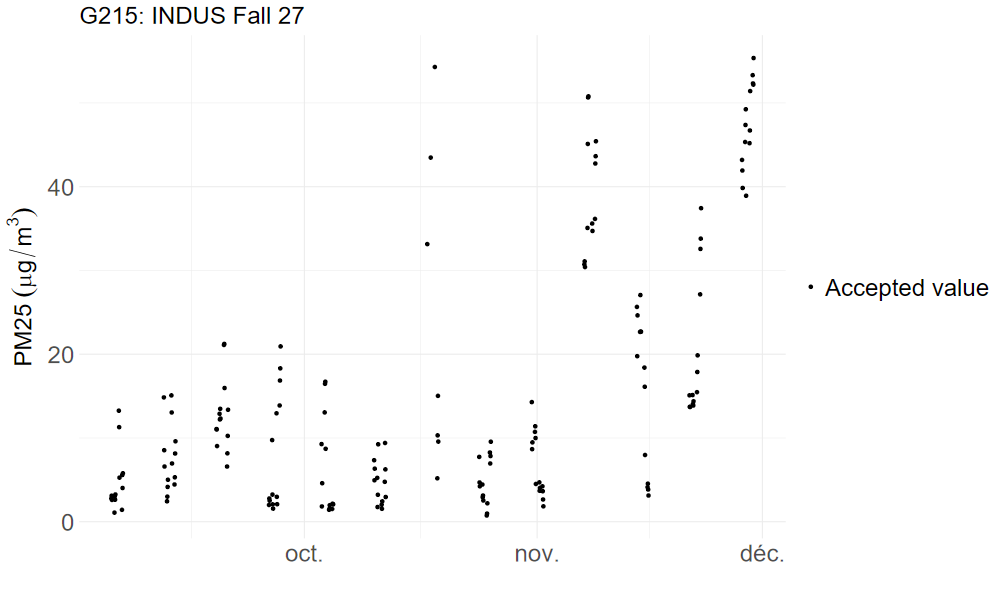 G215: INDUS Fall 27
PM25 (μg/m³)
40
20
0
oct.
nov.
déc.
Accepted value